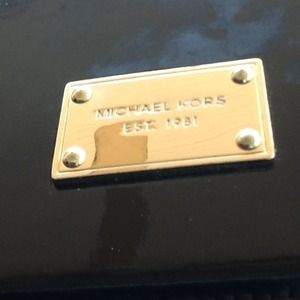 MICHAEL KORS
EST. 1981